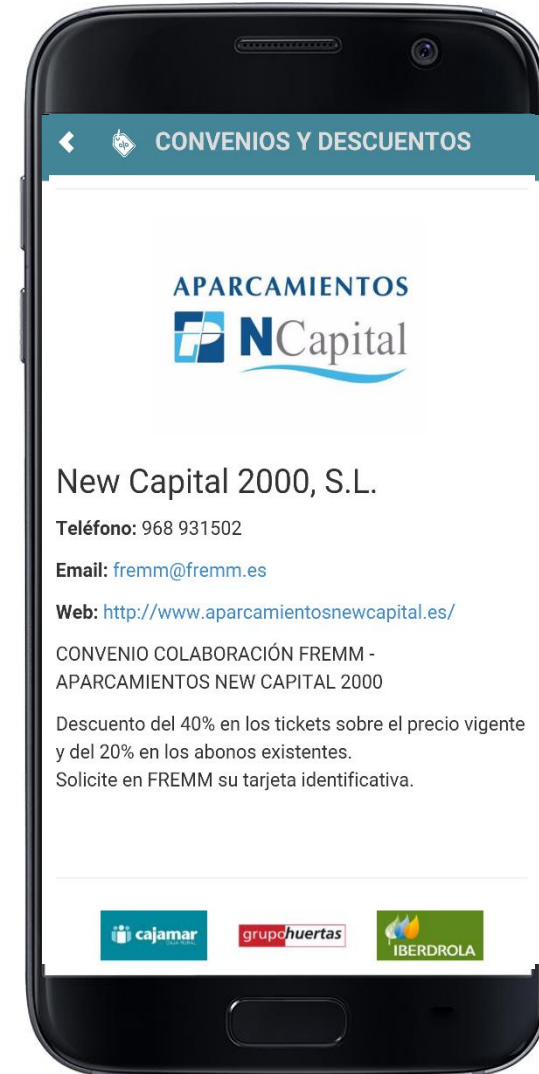 CONVENIOS Y DESCUENTOS
APARCAMIENTOS
NCapital
New Capital 2000, S.L.
Teléfono: 968 931502
Email: fremm@fremm.es
Web: http://www.aparcamientosnewcapital.es/
CONVENIO COLABORACIÓN FREMM -
APARCAMIENTOS NEW CAPITAL 2000
Descuento del 40% en los tickets sobre el precio vigente
y del 20% en los abonos existentes.
Solicite en FREMM su tarjeta identificativa.
cajamar
CAJA RURAL
grupohuertas
IBERDROLA